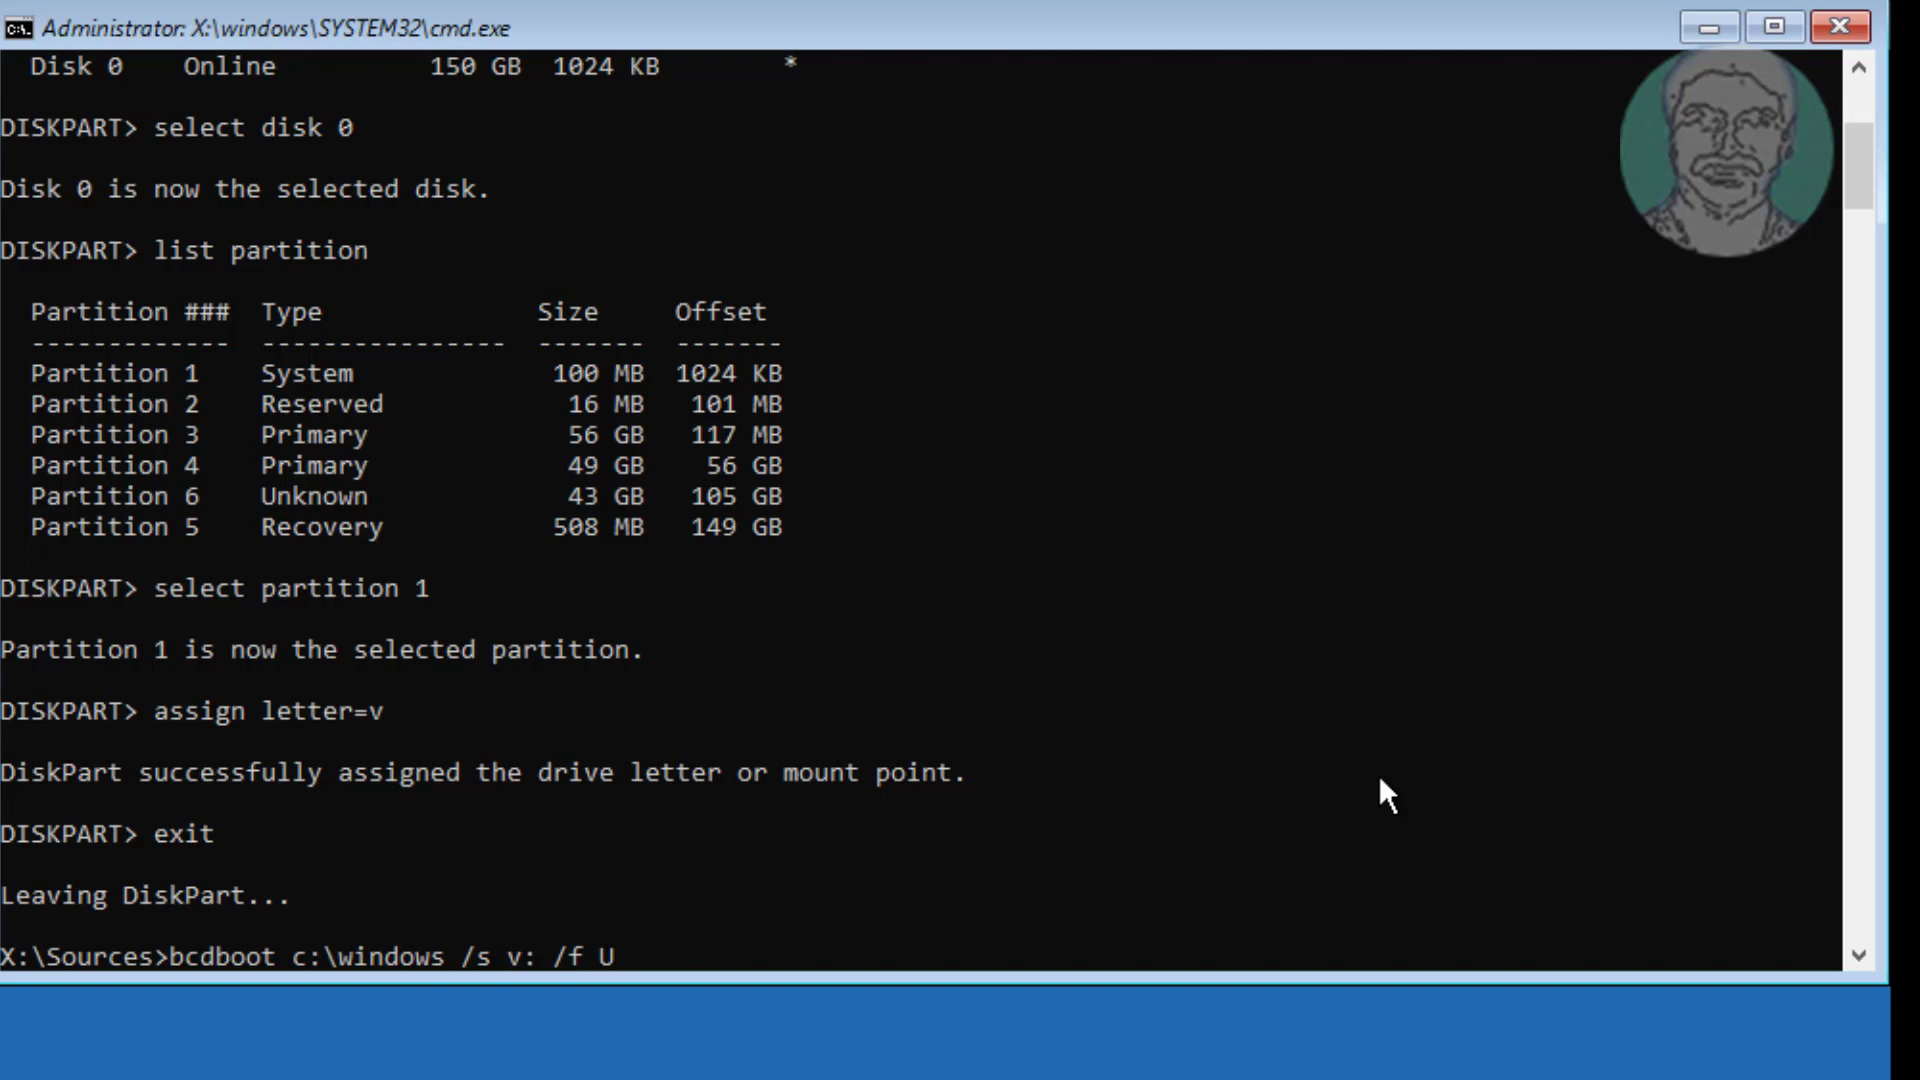 Administrator: X:\windows\SYSTEM32\cmd.exe
Disk 0    Online          150 GB  1024 KB        *
DISKPART> select disk 0
Disk 0 is now the selected disk.
DISKPART> list partition
Partition ###  Type              Size     Offset
-------------  ----------------  -------  -------
Partition 1    System             100 MB  1024 KB
Partition 2    Reserved            16 MB   101 MB
Partition 3    Primary             56 GB   117 MB
Partition 4    Primary             49 GB    56 GB
Partition 6    Unknown             43 GB   105 GB
Partition 5    Recovery           508 MB   149 GB
DISKPART> select partition 1
Partition 1 is now the selected partition.
DISKPART> assign letter=v
DiskPart successfully assigned the drive letter or mount point.
DISKPART> exit
Leaving DiskPart...
X:\Sources>bcdboot c:\windows /s v: /f U